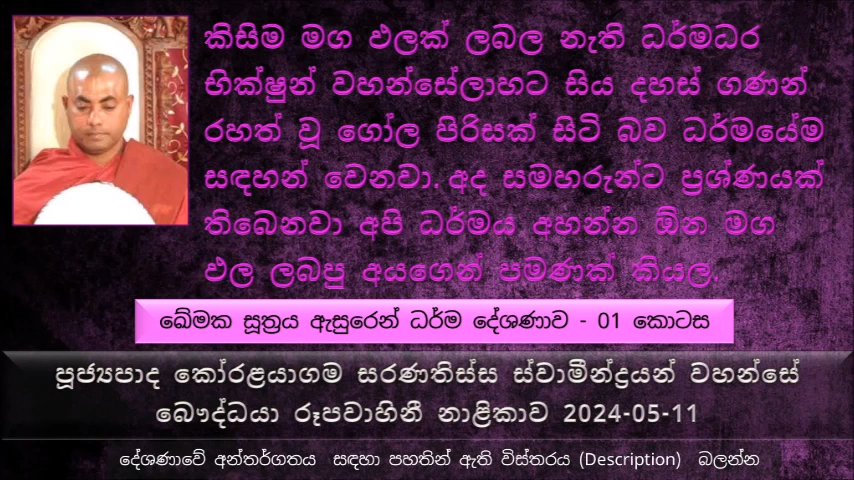 කිසිම මග ඵලක් ලබල නැති ධර්මධර
භික්ෂුන් වහන්සේලාහට සිය දහස් ගණන්
රහත් වූ ගෝල පිරිසක් සිටි බව ධර්මයේම
සඳහන් වෙනවා. අද සමහරුන්ට ප්‍රශ්ණයක්
තිබෙනවා අපි ධර්මය අහන්න ඕන මග
ඵල ලබපු අයගෙන් පමණක් කියල.
ඛේමක සූත්‍රය ඇසුරෙන් ධර්ම දේශණාව - 01 කොටස
පූජ්‍යපාද කෝරළයාගම සරණතිස්ස ස්වාමීන්ද්‍රයන් වහන්සේ
බෞද්ධයා රූපවාහිනී නාළිකාව 2024-05-11
දේශණාවේ අන්තර්ගතය සඳහා පහතින් ඇති විස්තරය (Description) බලන්න